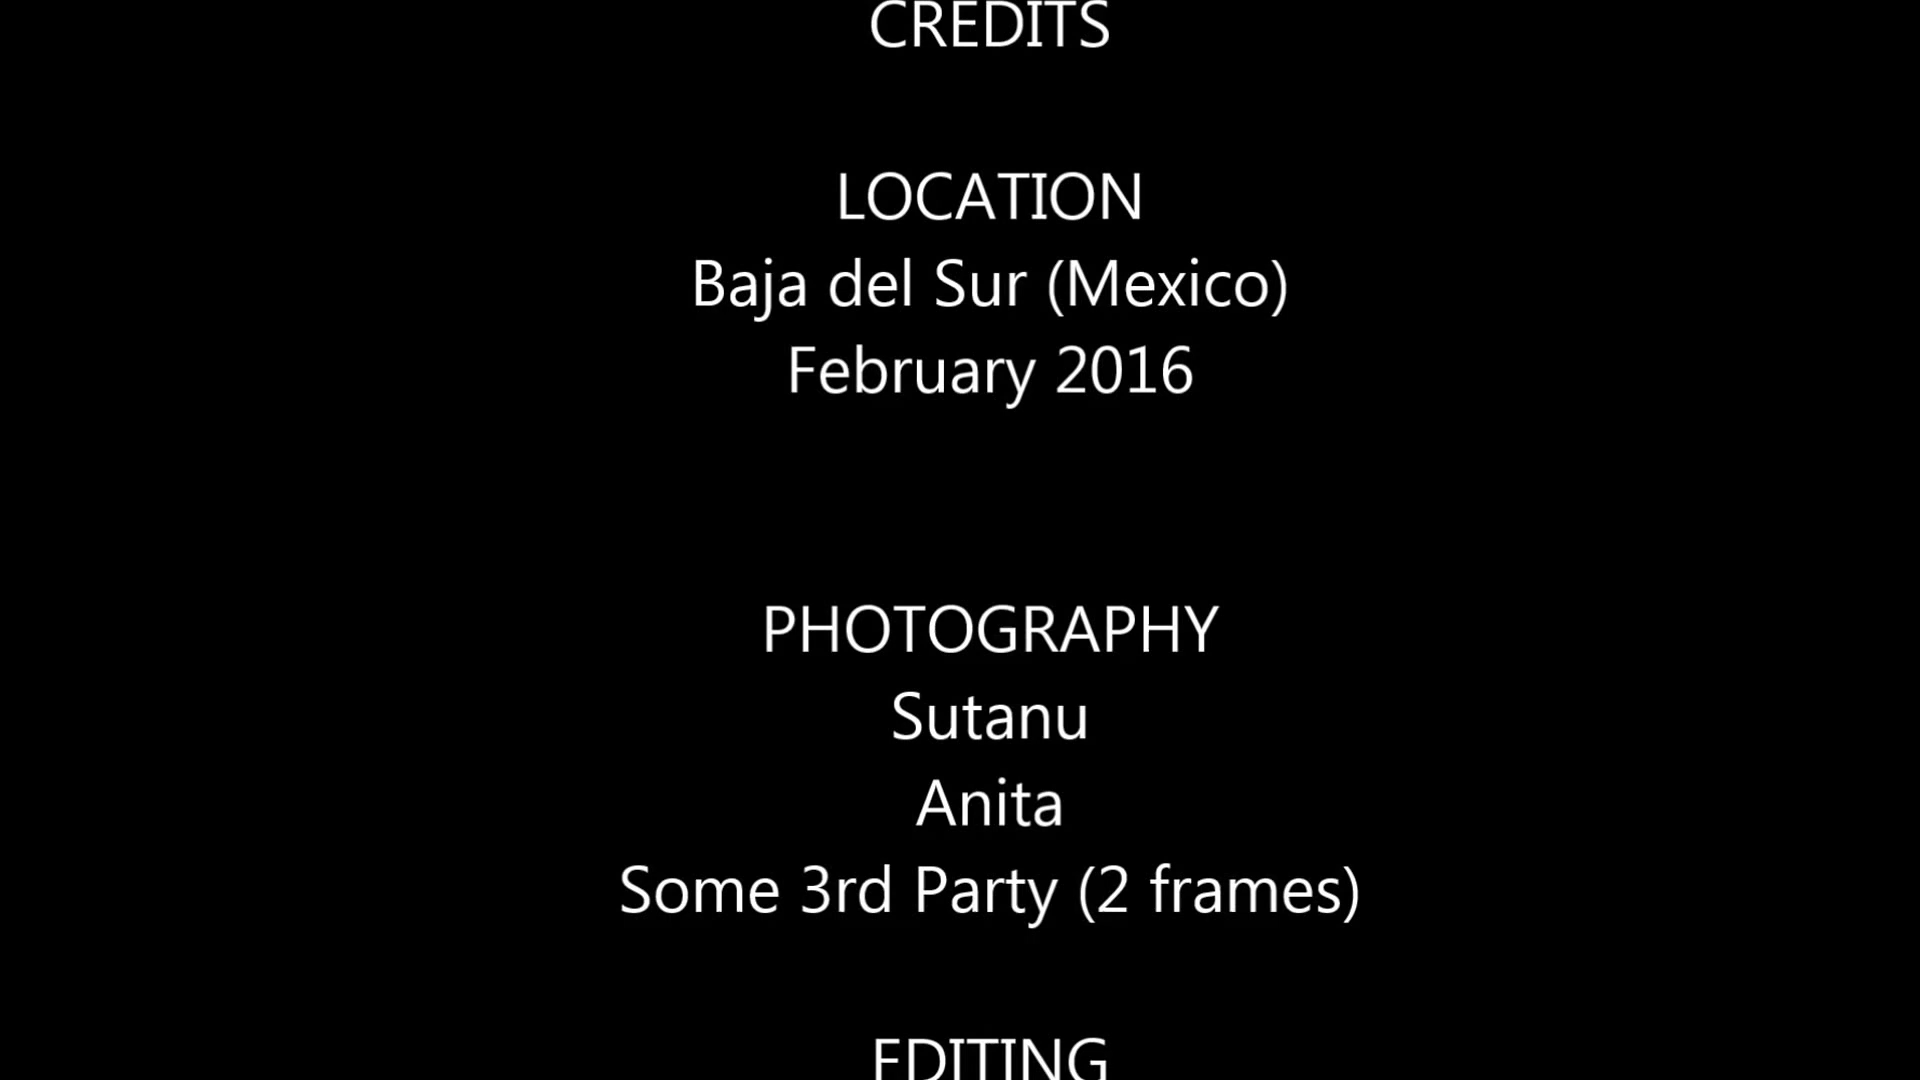 CREDITS
LOCATION
Baja del Sur (Mexico)
February 2016
PHOTOGRAPHY
Sutanu
Anita
Some 3rd Party (2 frames)
EDITING